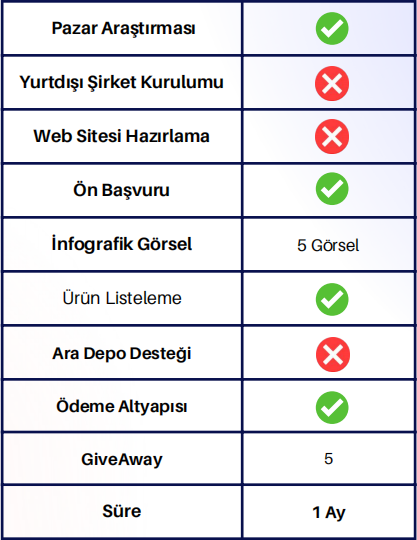 Pazar Araştırması
Yurtdışı Şirket Kurulumu
Web Sitesi Hazırlama
Ön Başvuru
İnfografik Görsel 5 Görsel
Ürün Listeleme
Ara Depo Desteği
Ödeme Altyapısı
GiveAway 5
Süre 1 Ay